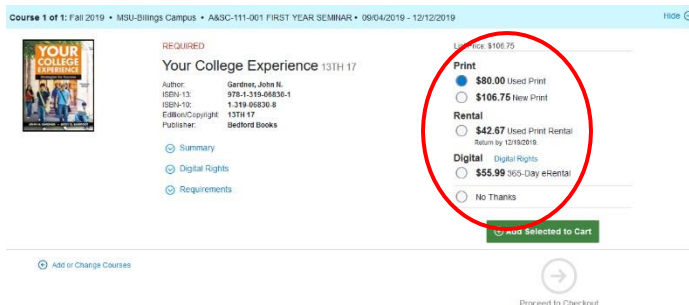 Course 1 of 1: Fall 2019 • MSU-Billings Campus • A&SC-111-001 FIRST YEAR SEMINAR • 09/04/2019 - 12/12/2019
Hide
YOUR
COLLEGE
EXPERIENCE
REQUIRED
Your College Experience 13TH 17
Author: Gardner, John N.
ISBN-13: 978-1-319-06830-1
ISBN-10: 1-319-06830-8
Edition/Copyright: 13TH 17
Publisher: Bedford Books
Summary
Digital Rights
Requirements
List Price: $106.75
Print
$80.00 Used Print
$106.75 New Print
Rental
$42.67 Used Print Rental
Return by 12/18/2019.
Digital Digital Rights
$55.99 365-Day eRental
No Thanks
Add Selected to Cart
Add or Change Courses
Proceed to Checkout